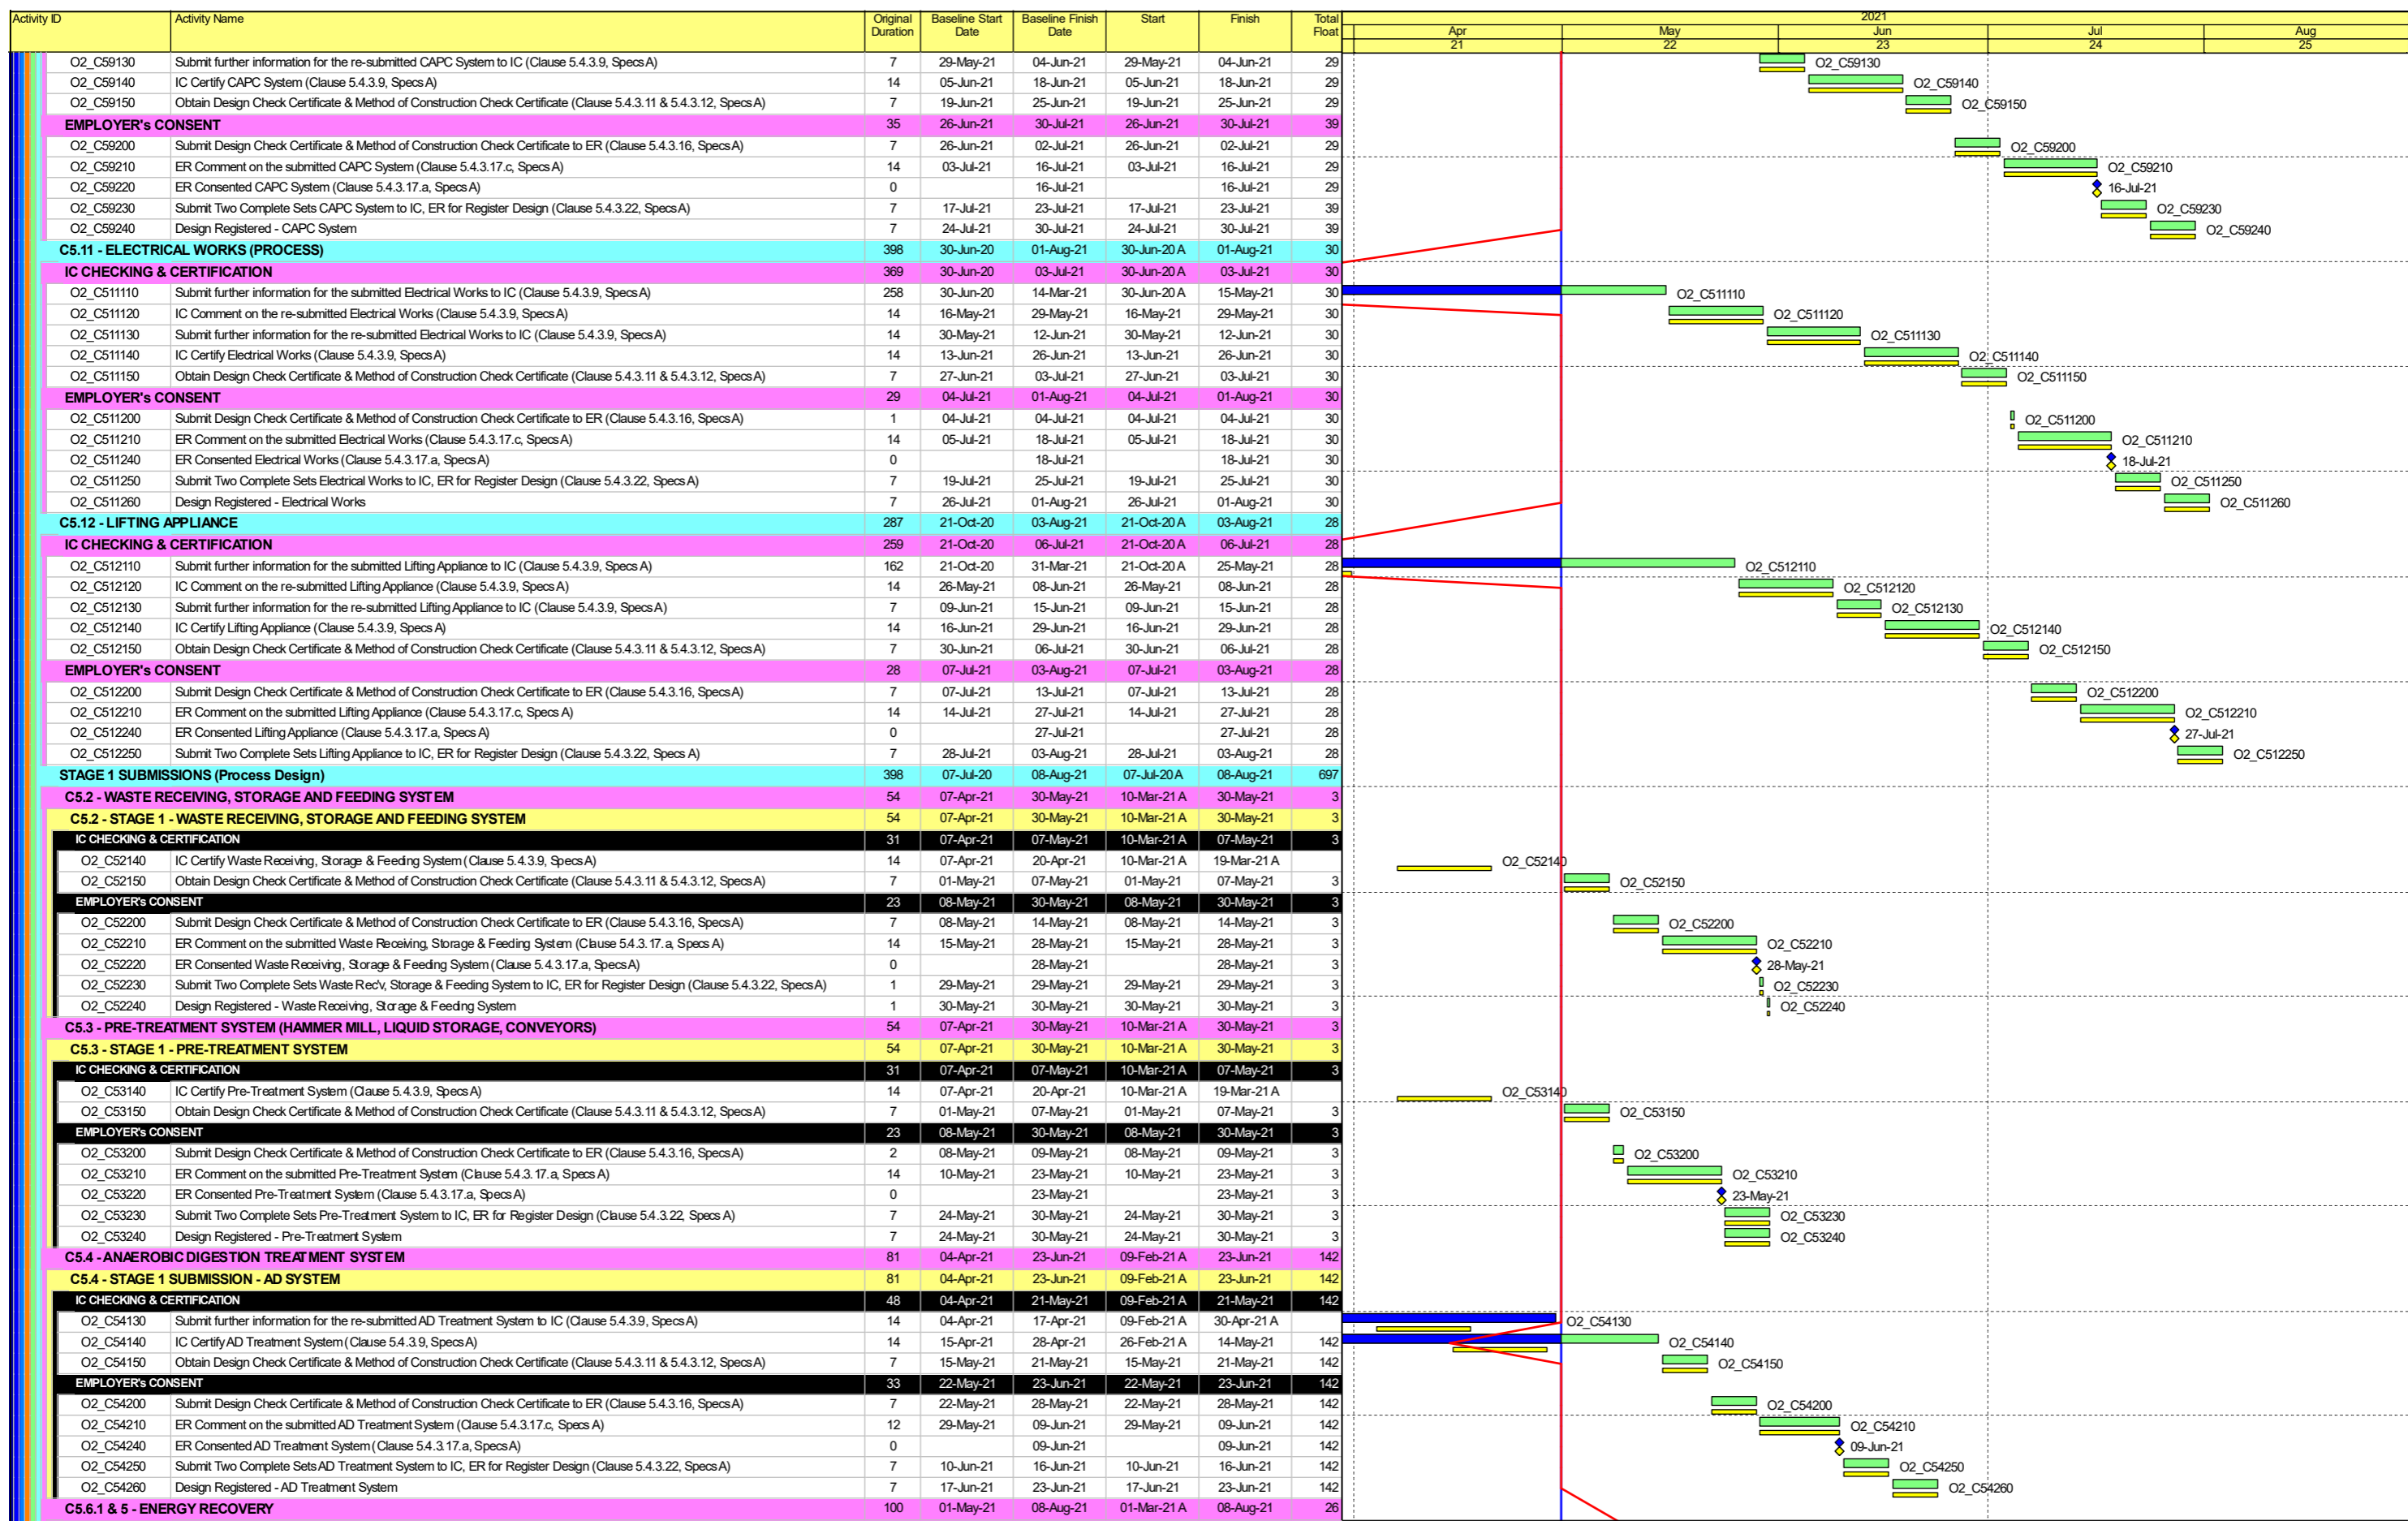 Activity ID Activity Name Original Duration Baseline Start Date Baseline Finish Date Start Finish Total Float 2021
Apr May Jun Jul Aug
21 22 23 24 25
O2_C59130 Submit further information for the re-submitted CAPC System to IC (Clause 5.4.3.9, Specs A) 7 29-May-21 04-Jun-21 29-May-21 04-Jun-21 29 O2_C59130
O2_C59140 IC Certify CAPC System (Clause 5.4.3.9, Specs A) 14 05-Jun-21 18-Jun-21 05-Jun-21 18-Jun-21 29 O2_C59140
O2_C59150 Obtain Design Check Certificate & Method of Construction Check Certificate (Clause 5.4.3.11 & 5.4.3.12, Specs A) 7 19-Jun-21 25-Jun-21 19-Jun-21 25-Jun-21 29 O2_C59150
EMPLOYER's CONSENT 35 26-Jun-21 30-Jul-21 26-Jun-21 30-Jul-21 39
O2_C59200 Submit Design Check Certificate & Method of Construction Check Certificate to ER (Clause 5.4.3.16, Specs A) 7 26-Jun-21 02-Jul-21 26-Jun-21 02-Jul-21 29 O2_C59200
O2_C59210 ER Comment on the submitted CAPC System (Clause 5.4.3.17.c, Specs A) 14 03-Jul-21 16-Jul-21 03-Jul-21 16-Jul-21 29 O2_C59210
O2_C59220 ER Consented CAPC System (Clause 5.4.3.17.a, Specs A) 0 16-Jul-21 16-Jul-21 29 16-Jul-21
O2_C59230 Submit Two Complete Sets CAPC System to IC, ER for Register Design (Clause 5.4.3.22, Specs A) 7 17-Jul-21 23-Jul-21 17-Jul-21 23-Jul-21 39 O2_C59230
O2_C59240 Design Registered - CAPC System 7 24-Jul-21 30-Jul-21 24-Jul-21 30-Jul-21 39 O2_C59240
C5.11 - ELECTRICAL WORKS (PROCESS) 398 30-Jun-20 01-Aug-21 30-Jun-20 A 01-Aug-21 30
IC CHECKING & CERTIFICATION 369 30-Jun-20 03-Jul-21 30-Jun-20 A 03-Jul-21 30
O2_C511110 Submit further information for the submitted Electrical Works to IC (Clause 5.4.3.9, Specs A) 258 30-Jun-20 14-Mar-21 30-Jun-20 A 15-May-21 30 O2_C511110
O2_C511120 IC Comment on the re-submitted Electrical Works (Clause 5.4.3.9, Specs A) 14 16-May-21 29-May-21 16-May-21 29-May-21 30 O2_C511120
O2_C511130 Submit further information for the re-submitted Electrical Works to IC (Clause 5.4.3.9, Specs A) 14 30-May-21 12-Jun-21 30-May-21 12-Jun-21 30 O2_C511130
O2_C511140 IC Certify Electrical Works (Clause 5.4.3.9, Specs A) 14 13-Jun-21 26-Jun-21 13-Jun-21 26-Jun-21 30 O2_C511140
O2_C511150 Obtain Design Check Certificate & Method of Construction Check Certificate (Clause 5.4.3.11 & 5.4.3.12, Specs A) 7 27-Jun-21 03-Jul-21 27-Jun-21 03-Jul-21 30 O2_C511150
EMPLOYER's CONSENT 29 04-Jul-21 01-Aug-21 04-Jul-21 01-Aug-21 30
O2_C511200 Submit Design Check Certificate & Method of Construction Check Certificate to ER (Clause 5.4.3.16, Specs A) 1 04-Jul-21 04-Jul-21 04-Jul-21 04-Jul-21 30 O2_C511200
O2_C511210 ER Comment on the submitted Electrical Works (Clause 5.4.3.17.c, Specs A) 14 05-Jul-21 18-Jul-21 05-Jul-21 18-Jul-21 30 O2_C511210
O2_C511240 ER Consented Electrical Works (Clause 5.4.3.17.a, Specs A) 0 18-Jul-21 18-Jul-21 30 18-Jul-21
O2_C511250 Submit Two Complete Sets Electrical Works to IC, ER for Register Design (Clause 5.4.3.22, Specs A) 7 19-Jul-21 25-Jul-21 19-Jul-21 25-Jul-21 30 O2_C511250
O2_C511260 Design Registered - Electrical Works 7 26-Jul-21 01-Aug-21 26-Jul-21 01-Aug-21 30 O2_C511260
C5.12 - LIFTING APPLIANCE 287 21-Oct-20 03-Aug-21 21-Oct-20 A 03-Aug-21 28
IC CHECKING & CERTIFICATION 259 21-Oct-20 06-Jul-21 21-Oct-20 A 06-Jul-21 28
O2_C512110 Submit further information for the submitted Lifting Appliance to IC (Clause 5.4.3.9, Specs A) 162 21-Oct-20 31-Mar-21 21-Oct-20 A 25-May-21 28 O2_C512110
O2_C512120 IC Comment on the re-submitted Lifting Appliance (Clause 5.4.3.9, Specs A) 14 26-May-21 08-Jun-21 26-May-21 08-Jun-21 28 O2_C512120
O2_C512130 Submit further information for the re-submitted Lifting Appliance to IC (Clause 5.4.3.9, Specs A) 7 09-Jun-21 15-Jun-21 09-Jun-21 15-Jun-21 28 O2_C512130
O2_C512140 IC Certify Lifting Appliance (Clause 5.4.3.9, Specs A) 14 16-Jun-21 29-Jun-21 16-Jun-21 29-Jun-21 28 O2_C512140
O2_C512150 Obtain Design Check Certificate & Method of Construction Check Certificate (Clause 5.4.3.11 & 5.4.3.12, Specs A) 7 30-Jun-21 06-Jul-21 30-Jun-21 06-Jul-21 28 O2_C512150
EMPLOYER's CONSENT 28 07-Jul-21 03-Aug-21 07-Jul-21 03-Aug-21 28
O2_C512200 Submit Design Check Certificate & Method of Construction Check Certificate to ER (Clause 5.4.3.16, Specs A) 7 07-Jul-21 13-Jul-21 07-Jul-21 13-Jul-21 28 O2_C512200
O2_C512210 ER Comment on the submitted Lifting Appliance (Clause 5.4.3.17.c, Specs A) 14 14-Jul-21 27-Jul-21 14-Jul-21 27-Jul-21 28 O2_C512210
O2_C512240 ER Consented Lifting Appliance (Clause 5.4.3.17.a, Specs A) 0 27-Jul-21 27-Jul-21 28 27-Jul-21
O2_C512250 Submit Two Complete Sets Lifting Appliance to IC, ER for Register Design (Clause 5.4.3.22, Specs A) 7 28-Jul-21 03-Aug-21 28-Jul-21 03-Aug-21 28 O2_C512250
STAGE 1 SUBMISSIONS (Process Design) 398 07-Jul-20 08-Aug-21 07-Jul-20 A 08-Aug-21 697
C5.2 - WASTE RECEIVING, STORAGE AND FEEDING SYSTEM 54 07-Apr-21 30-May-21 10-Mar-21 A 30-May-21 3
C5.2 - STAGE 1 - WASTE RECEIVING, STORAGE AND FEEDING SYSTEM 54 07-Apr-21 30-May-21 10-Mar-21 A 30-May-21 3
IC CHECKING & CERTIFICATION 31 07-Apr-21 07-May-21 10-Mar-21 A 07-May-21 3
O2_C52140 IC Certify Waste Receiving, Storage & Feeding System (Clause 5.4.3.9, Specs A) 14 07-Apr-21 20-Apr-21 10-Mar-21 A 19-Mar-21 A O2_C52140
O2_C52150 Obtain Design Check Certificate & Method of Construction Check Certificate (Clause 5.4.3.11 & 5.4.3.12, Specs A) 7 01-May-21 07-May-21 01-May-21 07-May-21 3 O2_C52150
EMPLOYER's CONSENT 23 08-May-21 30-May-21 08-May-21 30-May-21 3
O2_C52200 Submit Design Check Certificate & Method of Construction Check Certificate to ER (Clause 5.4.3.16, Specs A) 7 08-May-21 14-May-21 08-May-21 14-May-21 3 O2_C52200
O2_C52210 ER Comment on the submitted Waste Receiving, Storage & Feeding System (Clause 5.4.3.17.a, Specs A) 14 15-May-21 28-May-21 15-May-21 28-May-21 3 O2_C52210
O2_C52220 ER Consented Waste Receiving, Storage & Feeding System (Clause 5.4.3.17.a, Specs A) 0 28-May-21 28-May-21 3 28-May-21
O2_C52230 Submit Two Complete Sets Waste Rec'v, Storage & Feeding System to IC, ER for Register Design (Clause 5.4.3.22, Specs A) 1 29-May-21 29-May-21 29-May-21 29-May-21 3 O2_C52230
O2_C52240 Design Registered - Waste Receiving, Storage & Feeding System 1 30-May-21 30-May-21 30-May-21 30-May-21 3 O2_C52240
C5.3 - PRE-TREATMENT SYSTEM (HAMMER MILL, LIQUID STORAGE, CONVEYORS) 54 07-Apr-21 30-May-21 10-Mar-21 A 30-May-21 3
C5.3 - STAGE 1 - PRE-TREATMENT SYSTEM 54 07-Apr-21 30-May-21 10-Mar-21 A 30-May-21 3
IC CHECKING & CERTIFICATION 31 07-Apr-21 07-May-21 10-Mar-21 A 07-May-21 3
O2_C53140 IC Certify Pre-Treatment System (Clause 5.4.3.9, Specs A) 14 07-Apr-21 20-Apr-21 10-Mar-21 A 19-Mar-21 A O2_C53140
O2_C53150 Obtain Design Check Certificate & Method of Construction Check Certificate (Clause 5.4.3.11 & 5.4.3.12, Specs A) 7 01-May-21 07-May-21 01-May-21 07-May-21 3 O2_C53150
EMPLOYER's CONSENT 23 08-May-21 30-May-21 08-May-21 30-May-21 3
O2_C53200 Submit Design Check Certificate & Method of Construction Check Certificate to ER (Clause 5.4.3.16, Specs A) 2 08-May-21 09-May-21 08-May-21 09-May-21 3 O2_C53200
O2_C53210 ER Comment on the submitted Pre-Treatment System (Clause 5.4.3.17.a, Specs A) 14 10-May-21 23-May-21 10-May-21 23-May-21 3 O2_C53210
O2_C53220 ER Consented Pre-Treatment System (Clause 5.4.3.17.a, Specs A) 0 23-May-21 23-May-21 3 23-May-21
O2_C53230 Submit Two Complete Sets Pre-Treatment System to IC, ER for Register Design (Clause 5.4.3.22, Specs A) 7 24-May-21 30-May-21 24-May-21 30-May-21 3 O2_C53230
O2_C53240 Design Registered - Pre-Treatment System 7 24-May-21 30-May-21 24-May-21 30-May-21 3 O2_C53240
C5.4 - ANAEROBIC DIGESTION TREATMENT SYSTEM 81 04-Apr-21 23-Jun-21 09-Feb-21 A 23-Jun-21 142
C5.4 - STAGE 1 SUBMISSION - AD SYSTEM 81 04-Apr-21 23-Jun-21 09-Feb-21 A 23-Jun-21 142
IC CHECKING & CERTIFICATION 48 04-Apr-21 21-May-21 09-Feb-21 A 21-May-21 142
O2_C54130 Submit further information for the re-submitted AD Treatment System to IC (Clause 5.4.3.9, Specs A) 14 04-Apr-21 17-Apr-21 09-Feb-21 A 30-Apr-21 A O2_C54130
O2_C54140 IC Certify AD Treatment System (Clause 5.4.3.9, Specs A) 14 15-Apr-21 28-Apr-21 26-Feb-21 A 14-May-21 142 O2_C54140
O2_C54150 Obtain Design Check Certificate & Method of Construction Check Certificate (Clause 5.4.3.11 & 5.4.3.12, Specs A) 7 15-May-21 21-May-21 15-May-21 21-May-21 142 O2_C54150
EMPLOYER's CONSENT 33 22-May-21 23-Jun-21 22-May-21 23-Jun-21 142
O2_C54200 Submit Design Check Certificate & Method of Construction Check Certificate to ER (Clause 5.4.3.16, Specs A) 7 22-May-21 28-May-21 22-May-21 28-May-21 142 O2_C54200
O2_C54210 ER Comment on the submitted AD Treatment System (Clause 5.4.3.17.c, Specs A) 12 29-May-21 09-Jun-21 29-May-21 09-Jun-21 142 O2_C54210
O2_C54240 ER Consented AD Treatment System (Clause 5.4.3.17.a, Specs A) 0 09-Jun-21 09-Jun-21 142 09-Jun-21
O2_C54250 Submit Two Complete Sets AD Treatment System to IC, ER for Register Design (Clause 5.4.3.22, Specs A) 7 10-Jun-21 16-Jun-21 10-Jun-21 16-Jun-21 142 O2_C54250
O2_C54260 Design Registered - AD Treatment System 7 17-Jun-21 23-Jun-21 17-Jun-21 23-Jun-21 142 O2_C54260
C5.6.1 & 5 - ENERGY RECOVERY 100 01-May-21 08-Aug-21 01-Mar-21 A 08-Aug-21 26